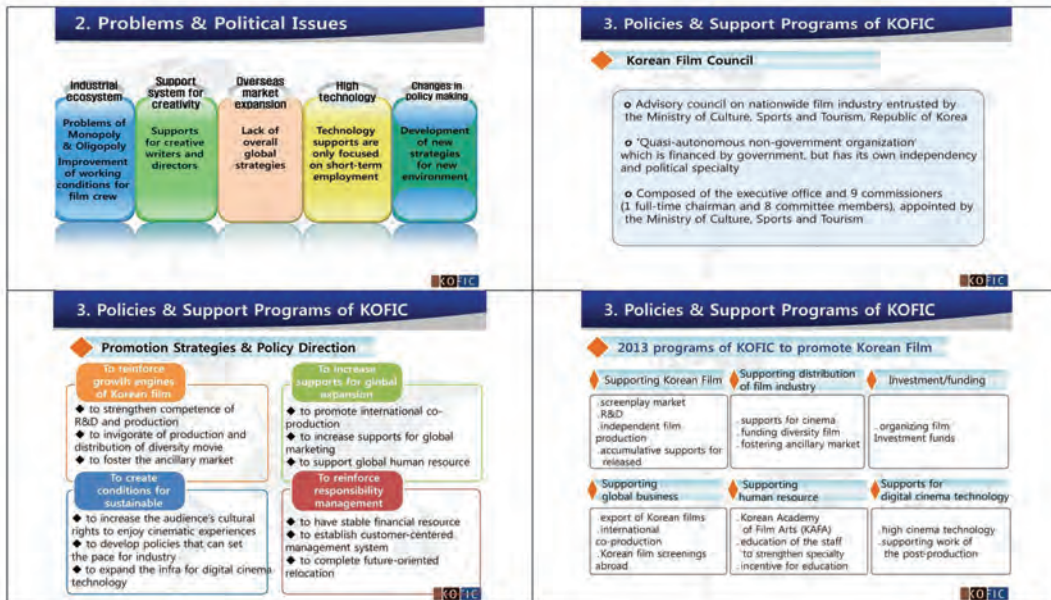 2. Problems & Political Issues
Industrial
ecosystem
Problems of
Monopoly
& Oligopoly
Improvement
of working
conditions for
film crew
Support
system for
creativity
Supports
for creative
writers and
directors
Overseas
market
expansion
Lack of
overall
global
strategies
High
technology
Technology
supports are
only focused
on short-term
employment
Changes in
policy making
Development
of new
strategies
for new
environment
KOFIC
3. Policies & Support Programs of KOFIC
Korean Film Council
o Advisory council on nationwide film industry entrusted by
the Ministry of Culture, Sports and Tourism, Republic of Korea
o 'Quasi-autonomous non-government organization'
which is financed by government, but has its own independency
and political specialty
o Composed of the executive office and 9 commissioners
(1 full-time chairman and 8 committee members), appointed by
the Ministry of Culture, Sports and Tourism
KOFIC
3. Policies & Support Programs of KOFIC
Promotion Strategies & Policy Direction
To reinforce
growth engines
of Korean film
◆ to strengthen competence of
R&D and production
◆ to invigorate of production and
distribution of diversity movie
◆ to foster the ancillary market
To increase
supports for global
expansion
◆ to promote international co-
production
◆ to increase supports for global
marketing
◆ to support global human resource
To create
conditions for
sustainable
◆ to increase the audience's cultural
rights to enjoy cinematic experiences
◆ to develop policies that can set
the pace for industry
◆ to expand the infra for digital cinema
technology
To reinforce
responsibility
management
◆ to have stable financial resource
◆ to establish customer-centered
management system
◆ to complete future-oriented
relocation
KOFIC
3. Policies & Support Programs of KOFIC
2013 programs of KOFIC to promote Korean Film
Supporting Korean Film
.screenplay market
.R&D
.independent film
production
.accumulative supports for
released
Supporting distribution
of film industry
.supports for cinema
.funding diversity film
.fostering ancillary market
Investment/funding
.organizing film
Investment funds
Supporting
global business
.export of Korean films
.international
co-production
.Korean film screenings
abroad
Supporting
human resource
.Korean Academy
of Film Arts (KAFA)
.education of the staff
to strengthen specialty
.incentive for education
Supports for
digital cinema technology
.high cinema technology
.supporting work of
the post-production
KOFIC